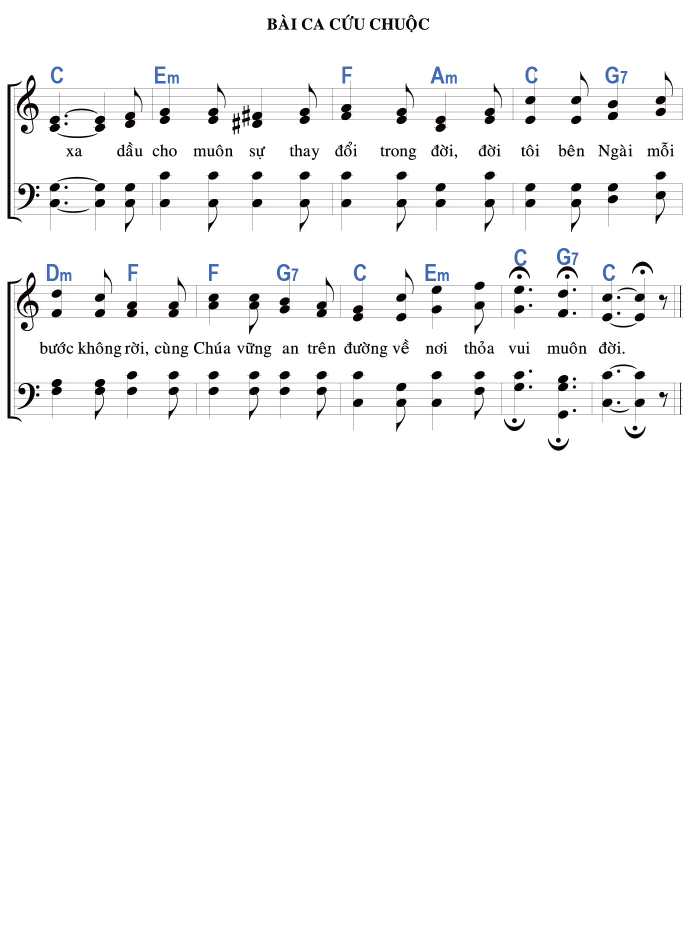 BÀI CA CỨU CHUỘC
C Em F Am C G7
xa dầu cho muôn sự thay đổi trong đời, đời tôi bên Ngài mỗi
Dm F F G7 C Em C G7 C
bước không rời, cùng Chúa vững an trên đường về nơi thỏa vui muôn đời.